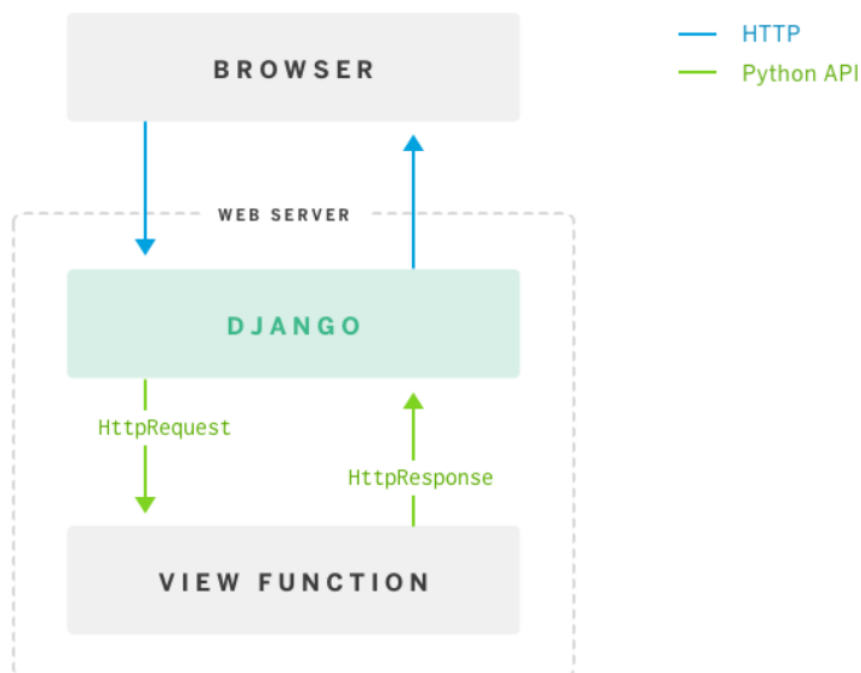 BROWSER
HTTP
Python API
WEB SERVER
DJANGO
HttpRequest
HttpResponse
VIEW FUNCTION